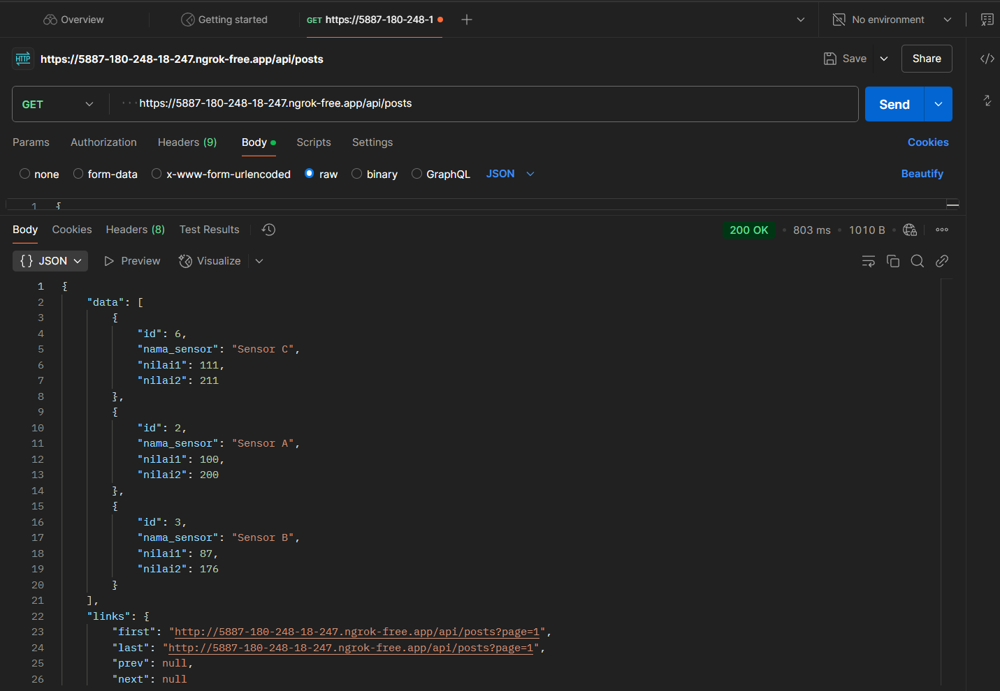 Overview Getting started GET https://5887-180-248-1 No environment
HTTP https://5887-180-248-18-247.ngrok-free.app/api/posts Save Share
GET https://5887-180-248-18-247.ngrok-free.app/api/posts Send
Params Authorization Headers (9) Body Scripts Settings Cookies
none form-data x-www-form-urlencoded raw binary GraphQL JSON Beautify
1 {
Body Cookies Headers (8) Test Results 200 OK 803 ms 1010 B
{} JSON Preview Visualize
1 {
2 "data": [
3 {
4 "id": 6,
5 "nama_sensor": "Sensor C",
6 "nilai1": 111,
7 "nilai2": 211
8 },
9 {
10 "id": 2,
11 "nama_sensor": "Sensor A",
12 "nilai1": 100,
13 "nilai2": 200
14 },
15 {
16 "id": 3,
17 "nama_sensor": "Sensor B",
18 "nilai1": 87,
19 "nilai2": 176
20 }
21 ],
22 "links": {
23 "first": "http://5887-180-248-18-247.ngrok-free.app/api/posts?page=1",
24 "last": "http://5887-180-248-18-247.ngrok-free.app/api/posts?page=1",
25 "prev": null,
26 "next": null